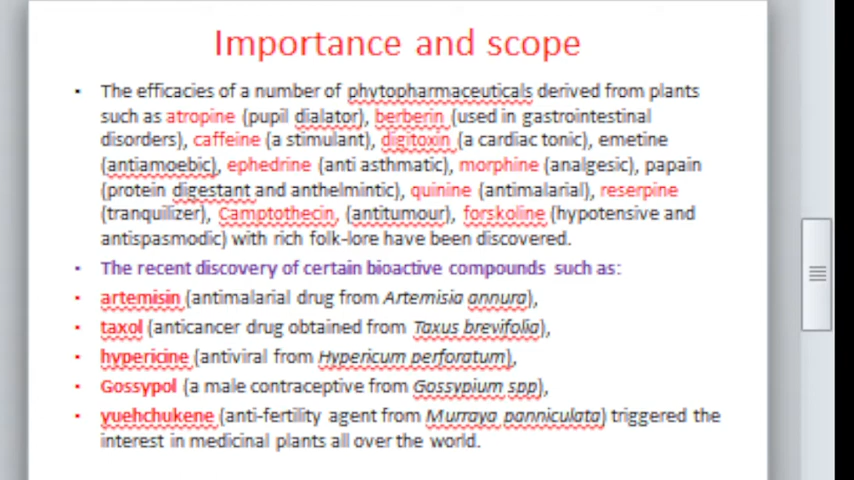 Importance and scope
• The efficacies of a number of phytopharmaceuticals derived from plants
such as atropine (pupil dialator), berberin (used in gastrointestinal
disorders), caffeine (a stimulant), digitoxin (a cardiac tonic), emetine
(antiamoebic), ephedrine (anti asthmatic), morphine (analgesic), papain
(protein digestant and anthelmintic), quinine (antimalarial), reserpine
(tranquilizer), Camptothecin, (antitumour), forskoline (hypotensive and
antispasmodic) with rich folk-lore have been discovered.
• The recent discovery of certain bioactive compounds such as:
• artemisin (antimalarial drug from Artemisia annura),
• taxol (anticancer drug obtained from Taxus brevifolia),
• hypericine (antiviral from Hypericum perforatum),
• Gossypol (a male contraceptive from Gossypium spp),
• yuehchukene (anti-fertility agent from Murraya panniculata) triggered the
interest in medicinal plants all over the world.